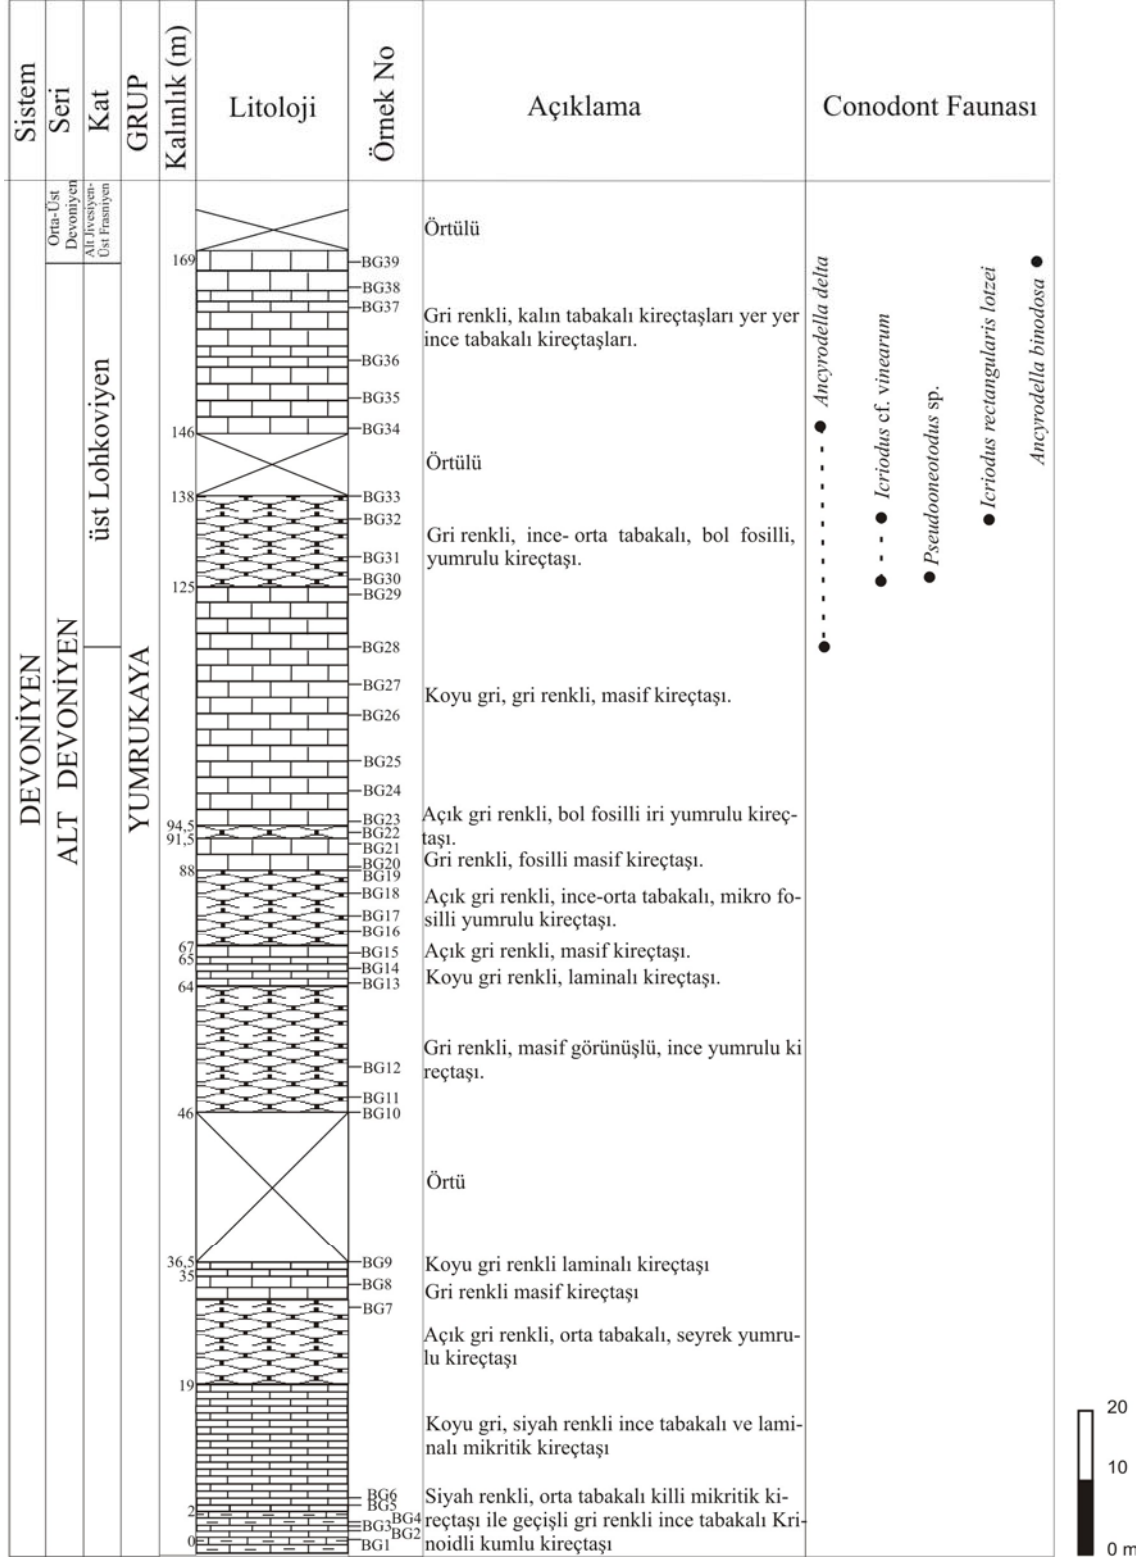 Sistem
Seri
Kat
GRUP
Kalınlık (m)
Litoloji
Örnek No
Açıklama
Conodont Faunası
DEVONİYEN
Orta-Üst
Devoniyen
ALT DEVONİYEN
Alt Jivesiyen-
Üst Frasniyen
üst Lohkoviyen
YUMRUKAYA
169
146
138
125
94,5
91,5
88
67
65
64
46
36,5
35
19
2
0
BG39
BG38
BG37
BG36
BG35
BG34
BG33
BG32
BG31
BG30
BG29
BG28
BG27
BG26
BG25
BG24
BG23
BG22
BG21
BG20
BG19
BG18
BG17
BG16
BG15
BG14
BG13
BG12
BG11
BG10
BG9
BG8
BG7
BG6
BG5
BG4
BG3
BG2
BG1
Örtülü
Gri renkli, kalın tabakalı kireçtaşları yer yer
ince tabakalı kireçtaşları.
Örtülü
Gri renkli, ince- orta tabakalı, bol fosilli,
yumrulu kireçtaşı.
Koyu gri, gri renkli, masif kireçtaşı.
Açık gri renkli, bol fosilli iri yumrulu kireç-
taşı.
Gri renkli, fosilli masif kireçtaşı.
Açık gri renkli, ince-orta tabakalı, mikro fo-
silli yumrulu kireçtaşı.
Açık gri renkli, masif kireçtaşı.
Koyu gri renkli, laminalı kireçtaşı.
Gri renkli, masif görünüşlü, ince yumrulu ki
reçtaşı.
Örtü
Koyu gri renkli laminalı kireçtaşı
Gri renkli masif kireçtaşı
Açık gri renkli, orta tabakalı, seyrek yumru-
lu kireçtaşı
Koyu gri, siyah renkli ince tabakalı ve lami-
nalı mikritik kireçtaşı
Siyah renkli, orta tabakalı killi mikritik ki-
reçtaşı ile geçişli gri renkli ince tabakalı Kri-
noidli kumlu kireçtaşı
Ancyrodella delta
Icriodus cf. vinearum
Pseudooneotodus sp.
Icriodus rectangularis lotzei
Ancyrodella binodosa
20
10
0 m